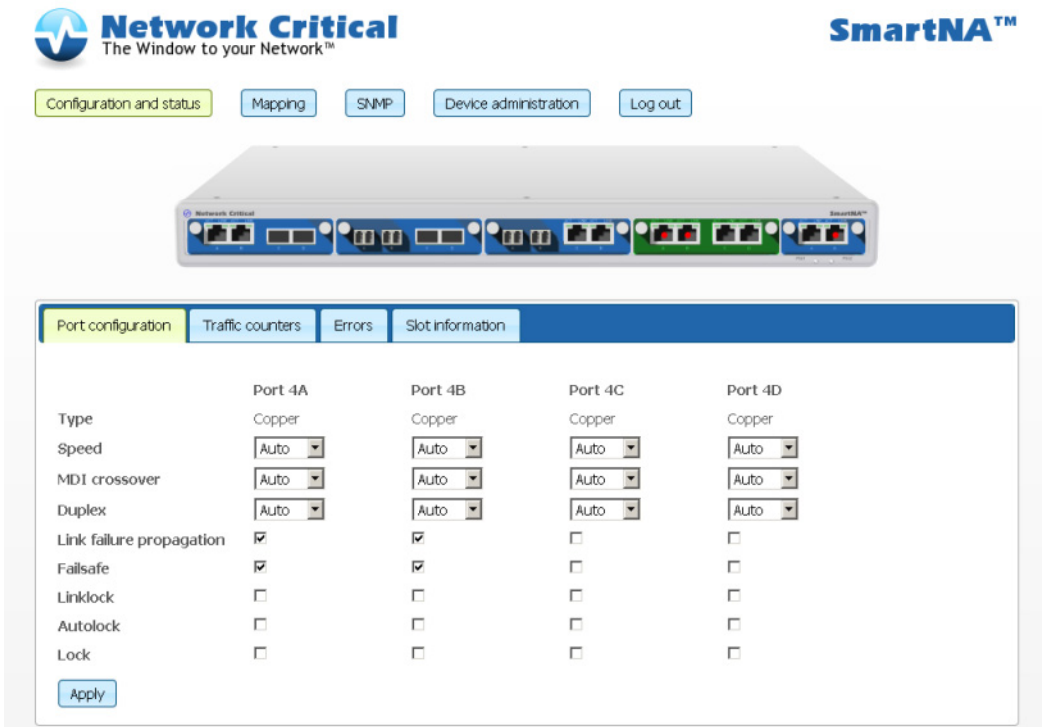 Network Critical
The Window to your Network™
SmartNA™
Configuration and status Mapping SNMP Device administration Log out
Network Critical SmartNA™
Port configuration Traffic counters Errors Slot information
Port 4A Port 4B Port 4C Port 4D
Type Copper Copper Copper Copper
Speed Auto Auto Auto Auto
MDI crossover Auto Auto Auto Auto
Duplex Auto Auto Auto Auto
Link failure propagation
Failsafe
Linklock
Autolock
Lock
Apply